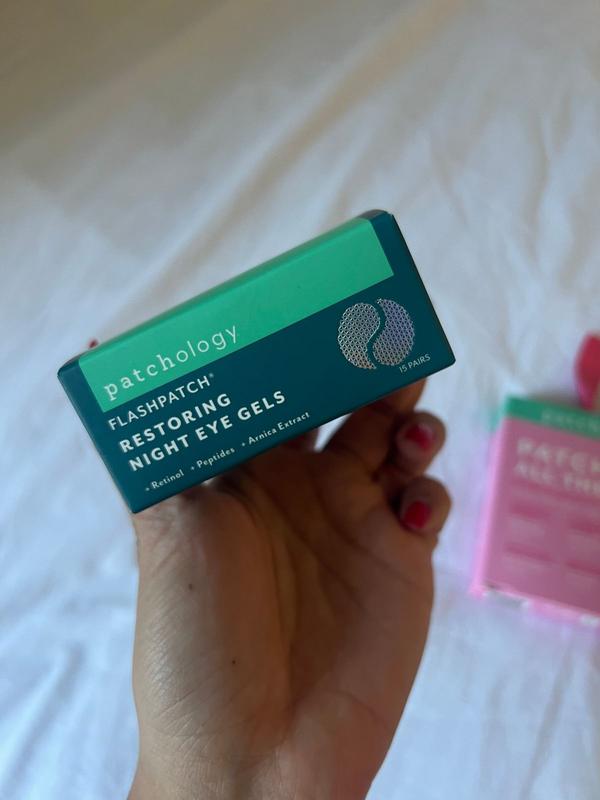 patchology
FLASHPATCH®
RESTORING
NIGHT EYE GELS
+ Retinol + Peptides + Arnica Extract
15 PAIRS
PATCH
ALL THE